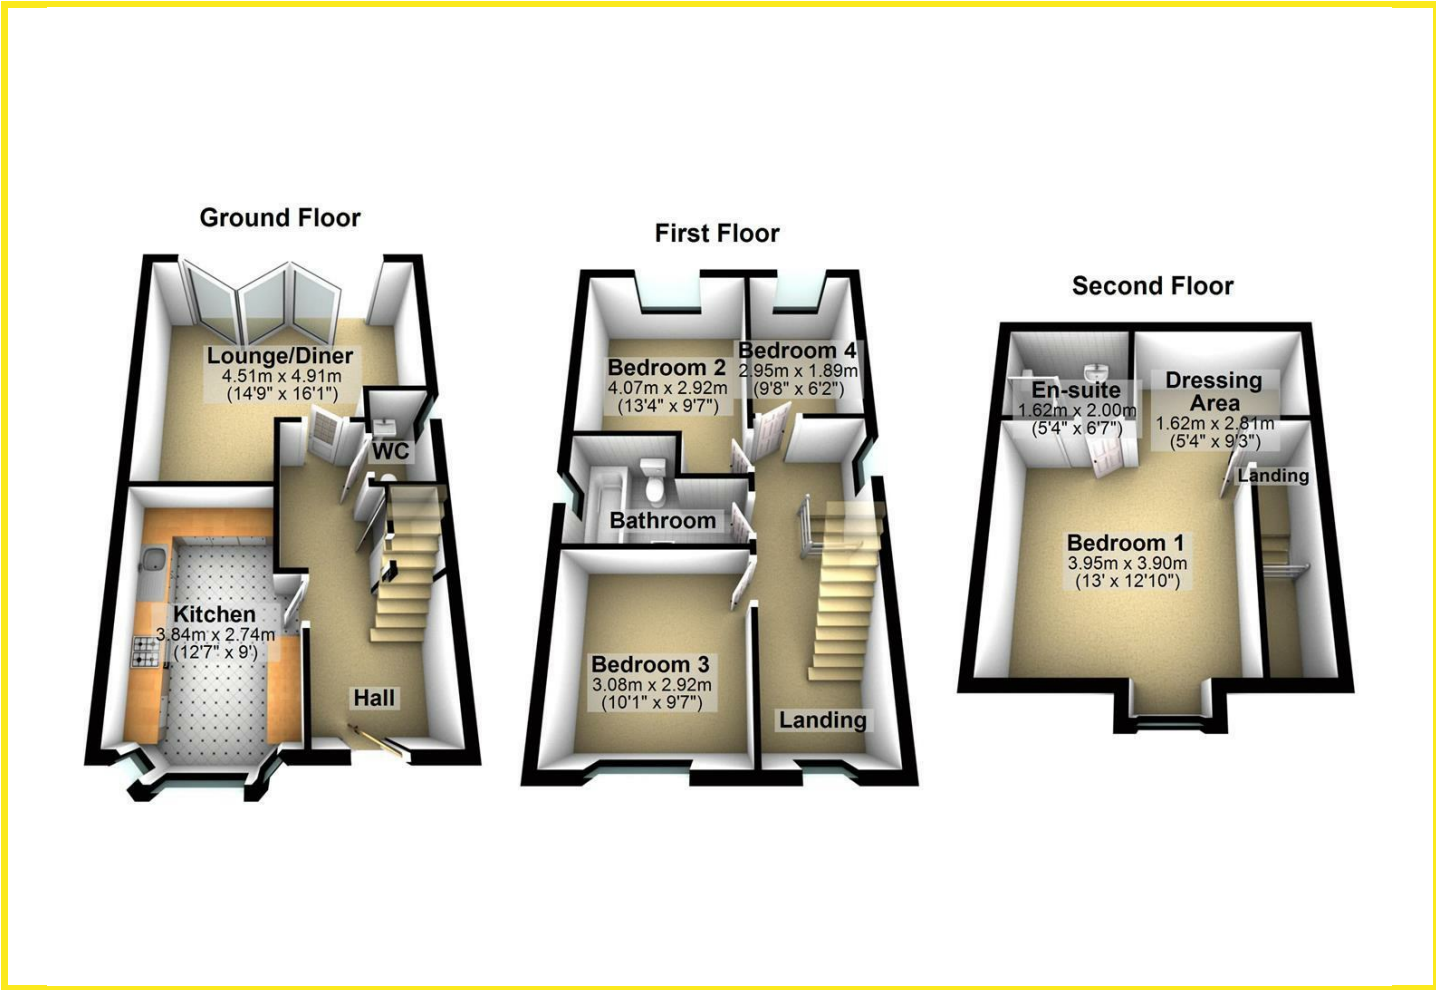 Ground Floor
Lounge/Diner
4.51m x 4.91m
(14'9" x 16'1")
WC
Kitchen
3.84m x 2.74m
(12'7" x 9')
Hall
First Floor
Bedroom 2
4.07m x 2.92m
(13'4" x 9'7")
Bedroom 4
2.95m x 1.89m
(9'8" x 6'2")
Bathroom
Bedroom 3
3.08m x 2.92m
(10'1" x 9'7")
Landing
Second Floor
En-suite
1.62m x 2.00m
(5'4" x 6'7")
Dressing
Area
1.62m x 2.81m
(5'4" x 9'3")
Landing
Bedroom 1
3.95m x 3.90m
(13' x 12'10")